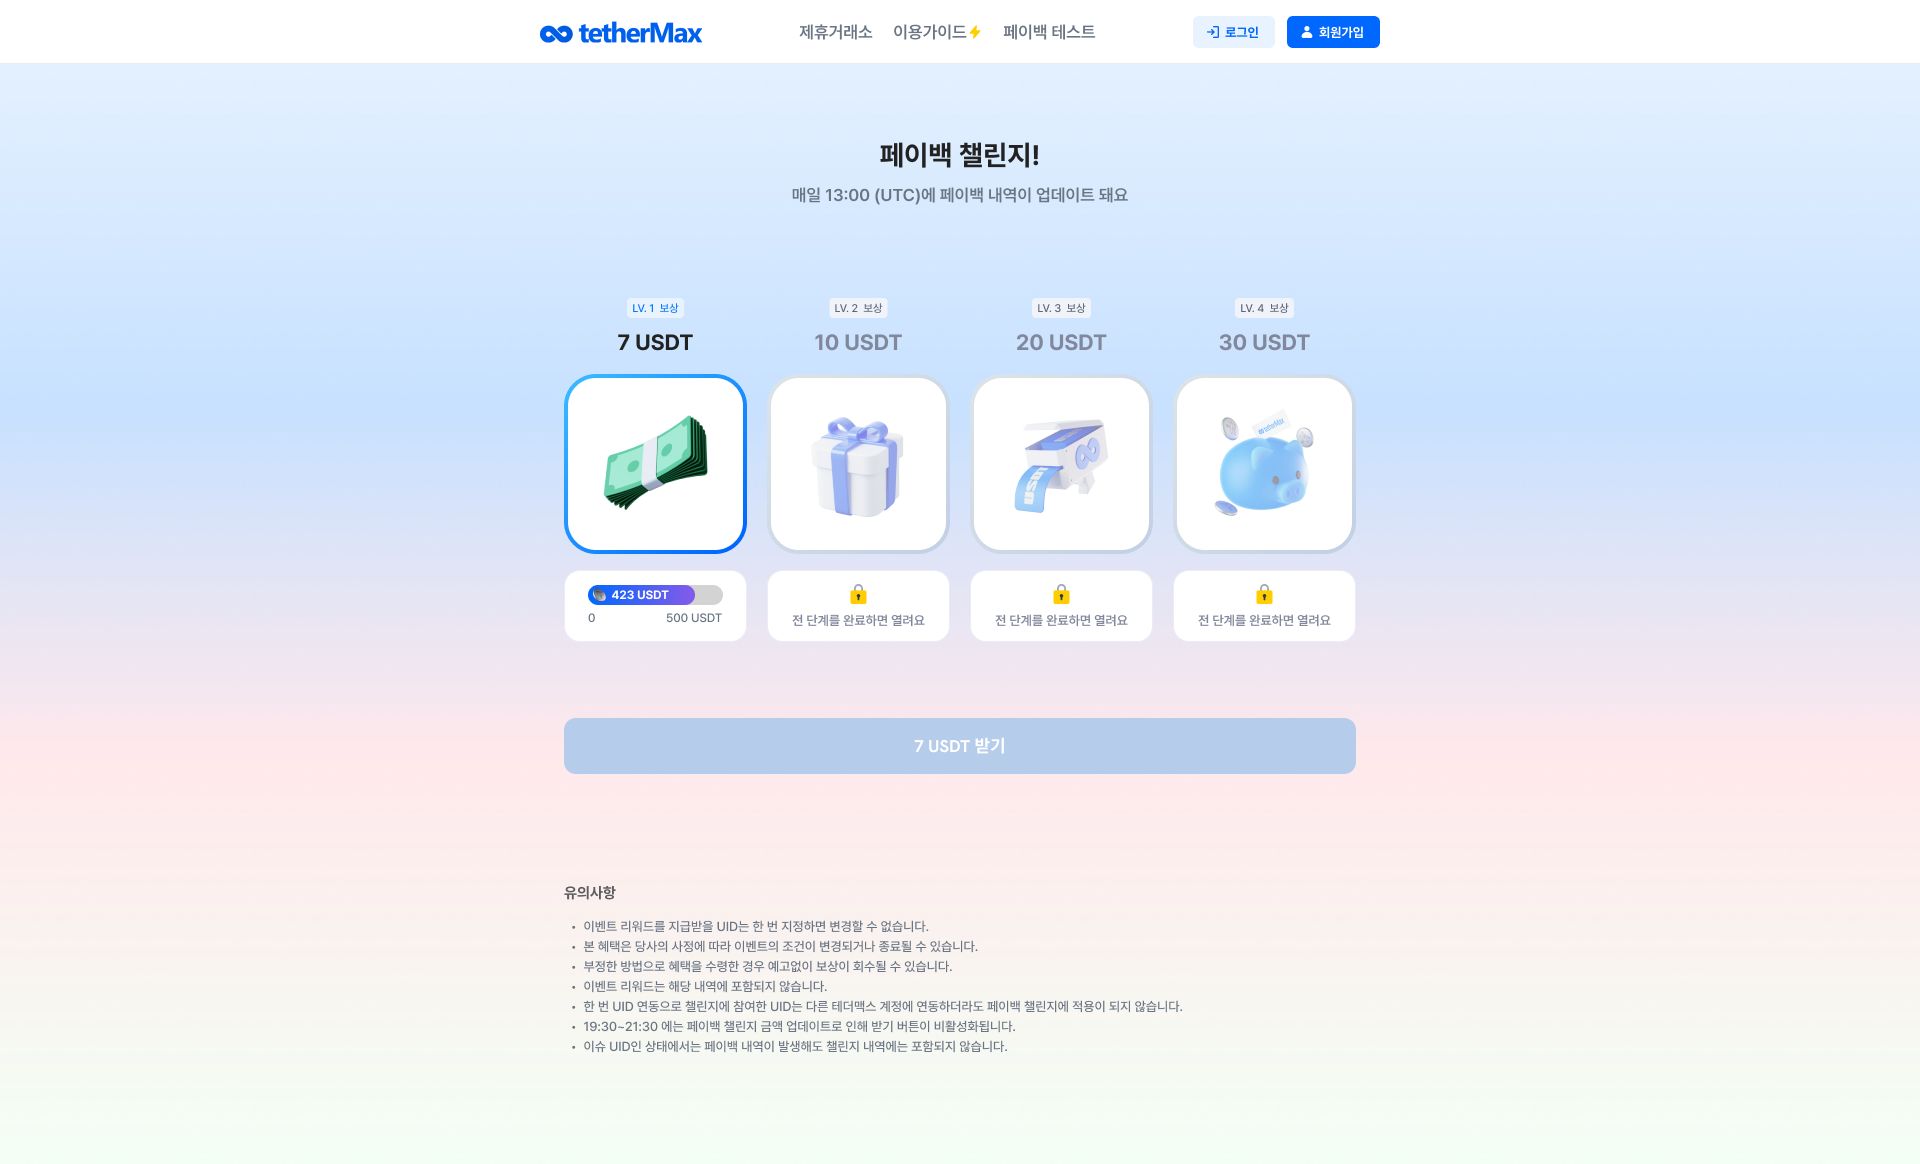 tetherMax
제휴거래소
이용가이드
페이백 테스트
로그인
회원가입
페이백 챌린지!
매일 13:00 (UTC)에 페이백 내역이 업데이트 돼요
LV. 1 보상
7 USDT
LV. 2 보상
10 USDT
LV. 3 보상
20 USDT
LV. 4 보상
30 USDT
USDT
tetherMax
423 USDT
0
500 USDT
전 단계를 완료하면 열려요
전 단계를 완료하면 열려요
전 단계를 완료하면 열려요
7 USDT 받기
유의사항
• 이벤트 리워드를 지급받을 UID는 한 번 지정하면 변경할 수 없습니다.
• 본 혜택은 당사의 사정에 따라 이벤트의 조건이 변경되거나 종료될 수 있습니다.
• 부정한 방법으로 혜택을 수령한 경우 예고없이 보상이 회수될 수 있습니다.
• 이벤트 리워드는 해당 내역에 포함되지 않습니다.
• 한 번 UID 연동으로 챌린지에 참여한 UID는 다른 테더맥스 계정에 연동하더라도 페이백 챌린지에 적용이 되지 않습니다.
• 19:30~21:30 에는 페이백 챌린지 금액 업데이트로 인해 받기 버튼이 비활성화됩니다.
• 이슈 UID인 상태에서는 페이백 내역이 발생해도 챌린지 내역에는 포함되지 않습니다.